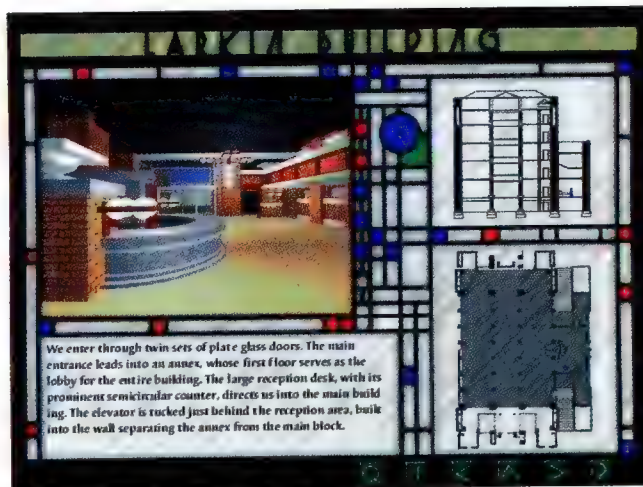 LARKIN BUILDING
We enter through twin sets of plate glass doors. The main
entrance leads into an annex, whose first floor serves as the
lobby for the entire building. The large reception desk, with its
prominent semicircular counter, directs us into the main build
ing. The elevator is tucked just behind the reception area, built
into the wall separating the annex from the main block.